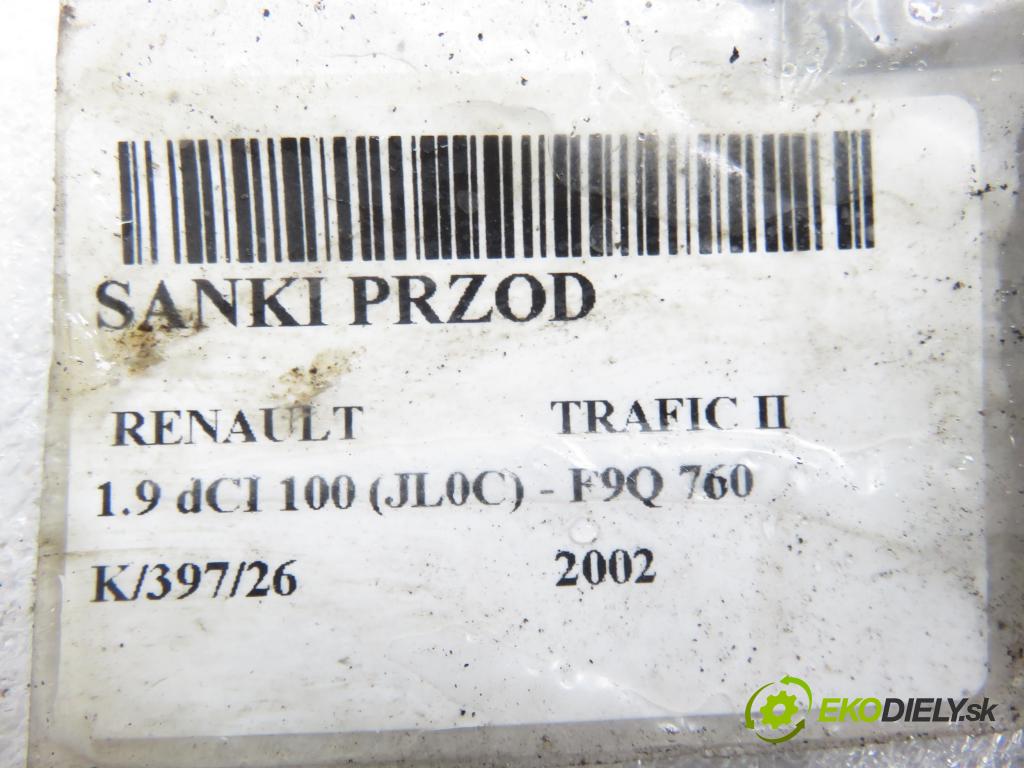 SANKI PRZOD
RENAULT TRAFIC II
1.9 dCI 100 (JL0C) - F9Q 760
K/397/26 2002
EKODIELY.sk